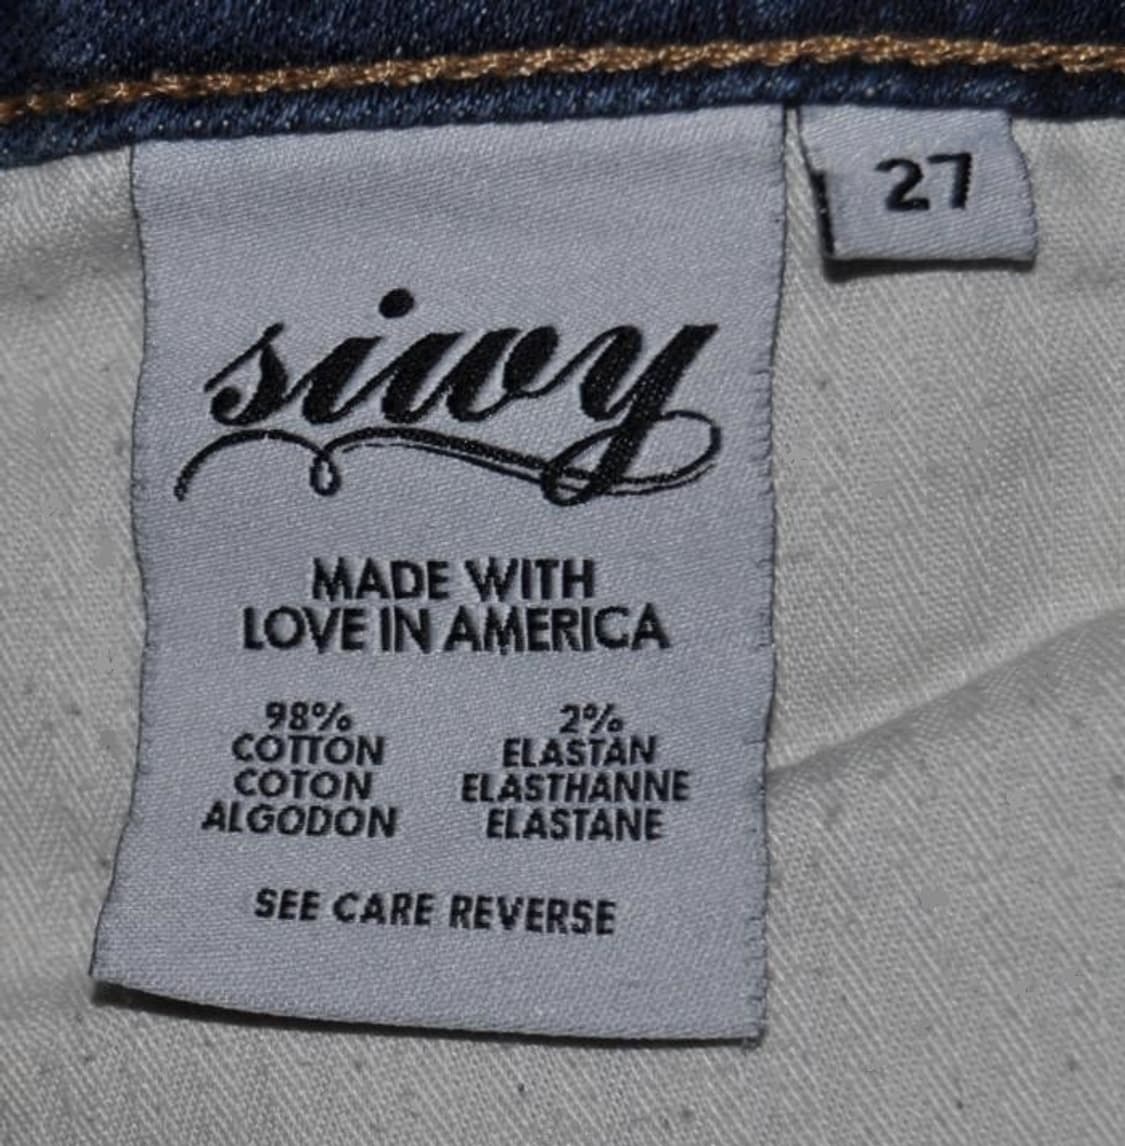 27
siwy
MADE WITH
LOVE IN AMERICA
98%
COTTON
COTON
ALGODON
2%
ELASTAN
ELASTHANNE
ELASTANE
SEE CARE REVERSE